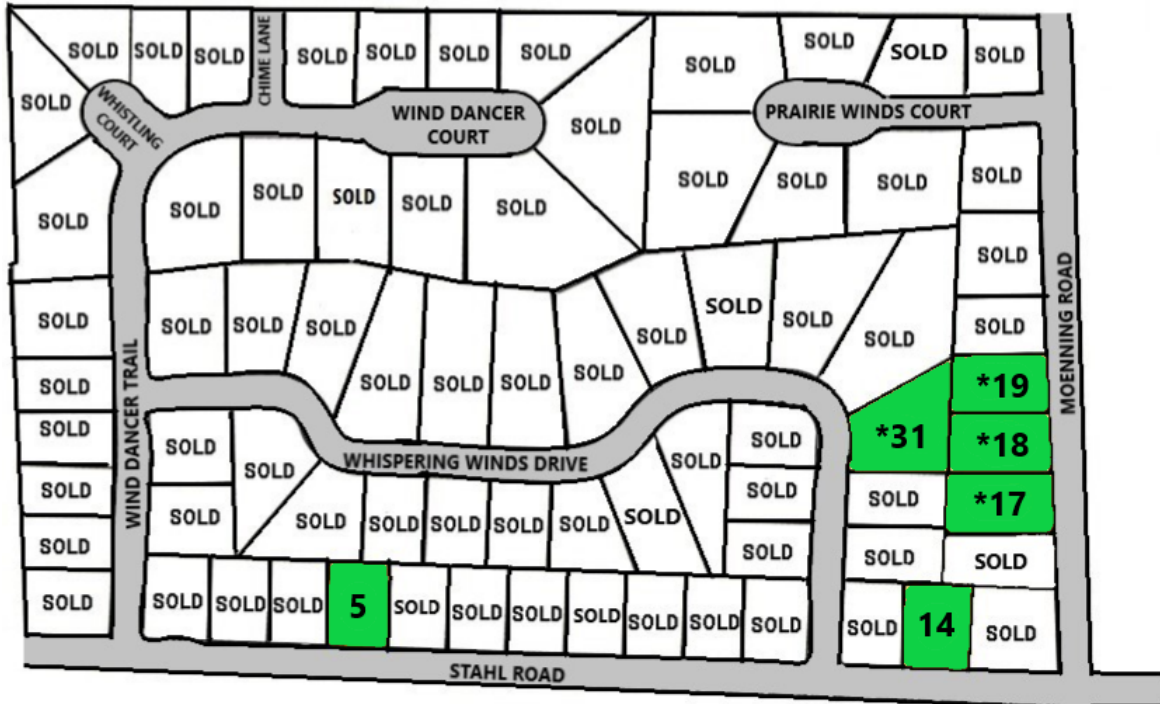 SOLD
SOLD
SOLD
CHIME LANE
SOLD
SOLD
SOLD
SOLD
SOLD
SOLD
SOLD
SOLD
SOLD
WHISTLING
COURT
WIND DANCER
COURT
SOLD
PRAIRIE WINDS COURT
SOLD
SOLD
SOLD
SOLD
SOLD
SOLD
SOLD
SOLD
SOLD
SOLD
SOLD
SOLD
MOENNING ROAD
SOLD
SOLD
SOLD
SOLD
SOLD
SOLD
SOLD
SOLD
SOLD
SOLD
SOLD
SOLD
SOLD
SOLD
WIND DANCER TRAIL
SOLD
*19
SOLD
SOLD
SOLD
WHISPERING WINDS DRIVE
SOLD
SOLD
*31
*18
SOLD
SOLD
SOLD
SOLD
SOLD
SOLD
SOLD
SOLD
SOLD
SOLD
*17
SOLD
SOLD
SOLD
SOLD
SOLD
SOLD
SOLD
SOLD
5
SOLD
SOLD
SOLD
SOLD
SOLD
SOLD
SOLD
SOLD
14
SOLD
STAHL ROAD